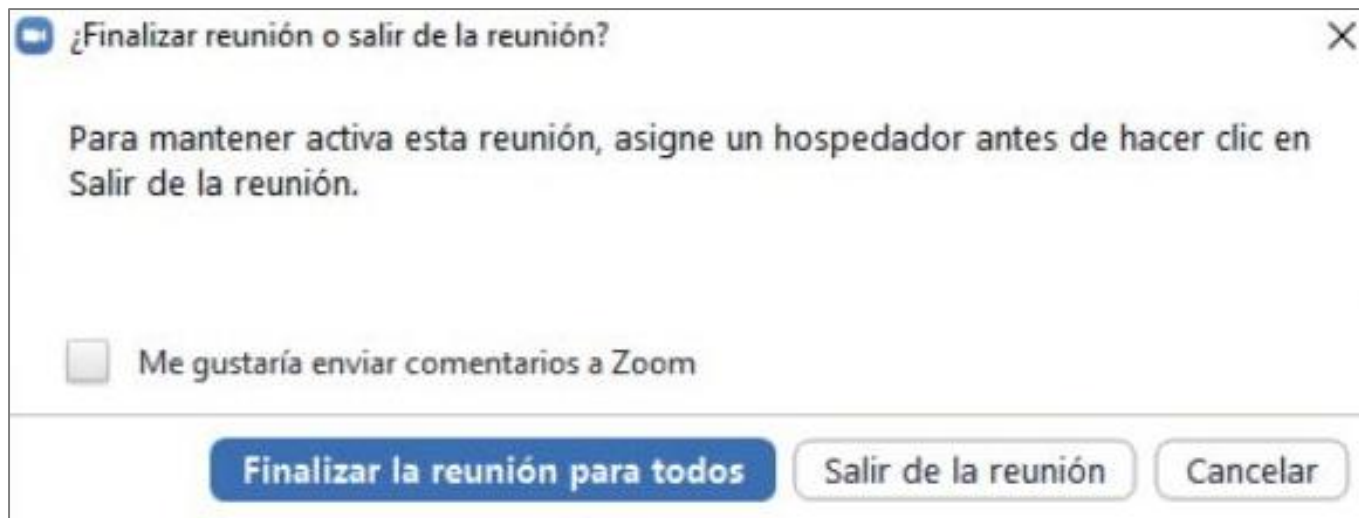 ¿Finalizar reunión o salir de la reunión?
Para mantener activa esta reunión, asigne un hospedador antes de hacer clic en
Salir de la reunión.
Me gustaría enviar comentarios a Zoom
Finalizar la reunión para todos Salir de la reunión Cancelar